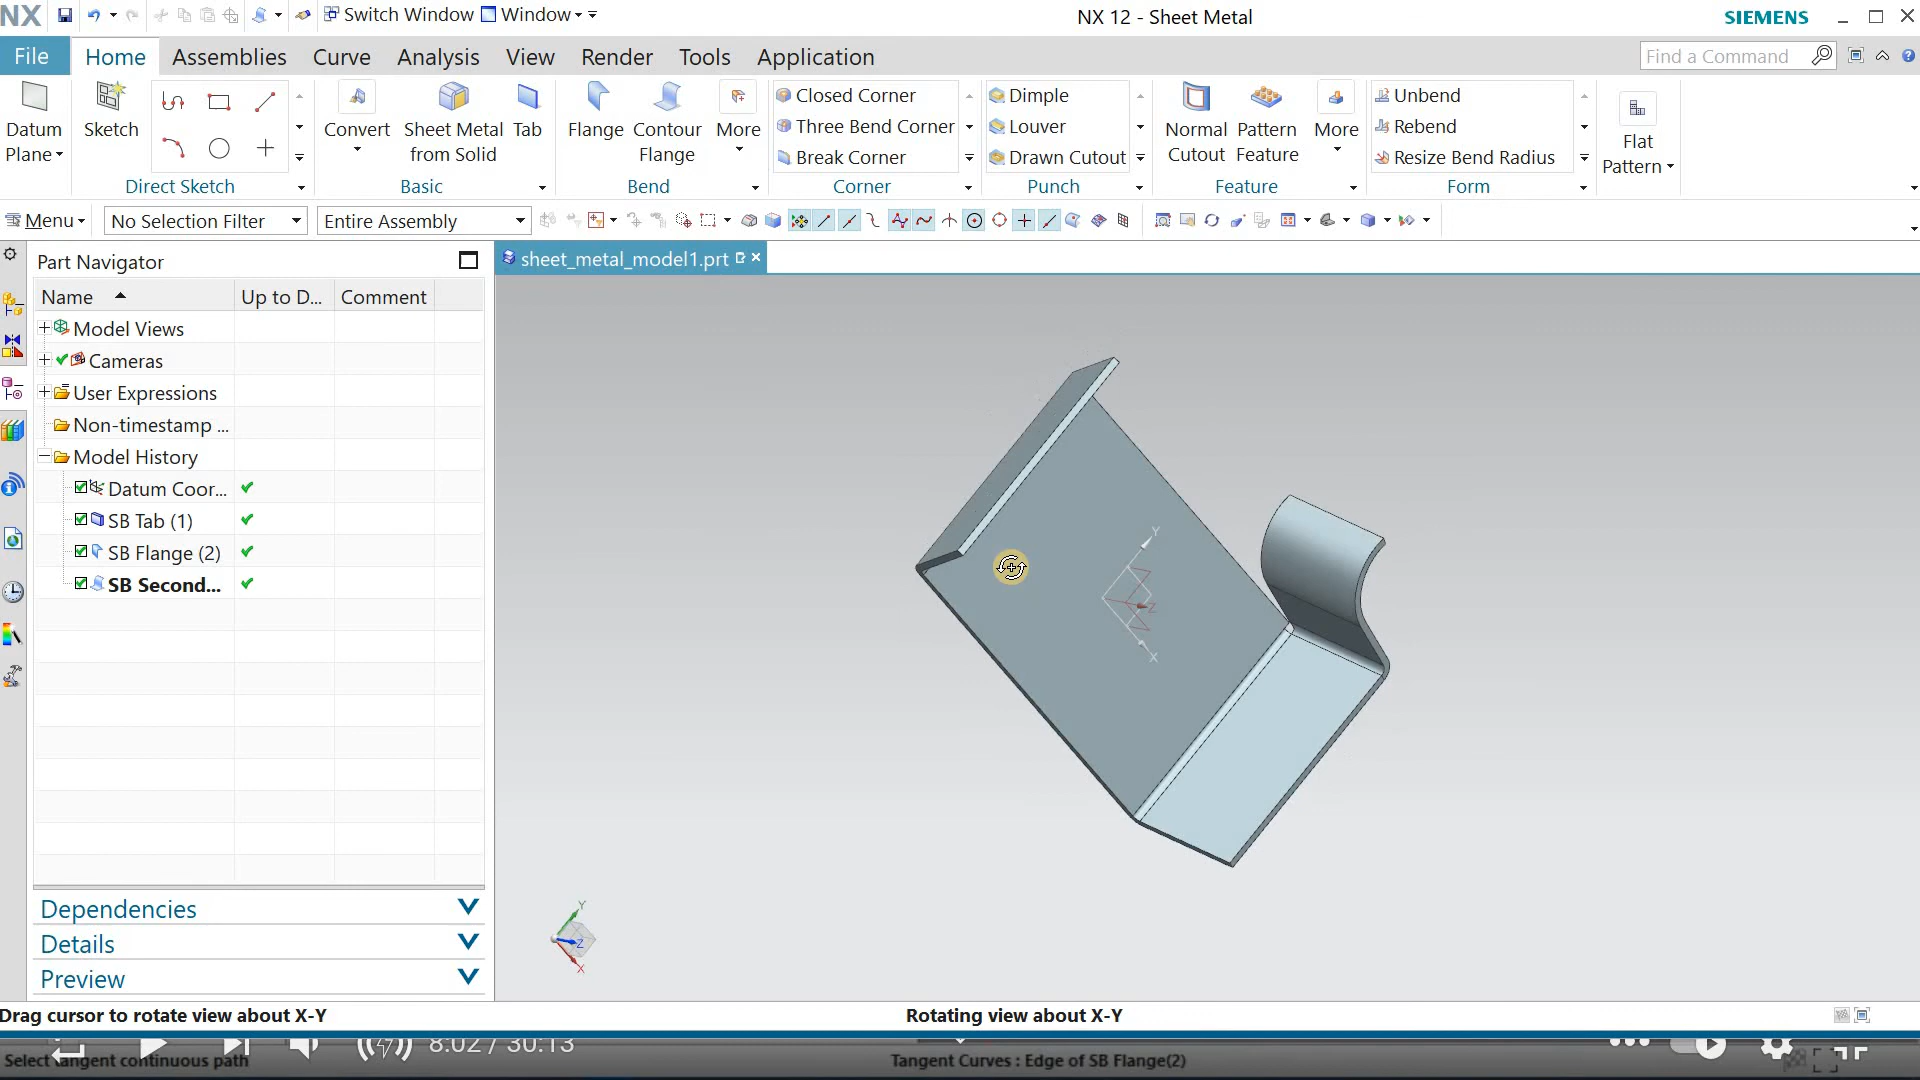 NX Switch Window Window NX 12 - Sheet Metal SIEMENS
File Home Assemblies Curve Analysis View Render Tools Application Find a Command
Datum Plane Sketch Direct Sketch
Convert Sheet Metal from Solid Tab Basic
Flange Contour Flange More Bend
Closed Corner
Three Bend Corner
Break Corner
Corner
Dimple
Louver
Drawn Cutout
Punch
Normal Cutout Pattern Feature More Feature
Unbend
Rebend
Resize Bend Radius
Form
Flat Pattern
Menu No Selection Filter Entire Assembly
Part Navigator
sheet_metal_model1.prt
Name Up to D... Comment
Model Views
Cameras
User Expressions
Non-timestamp ...
Model History
Datum Coor...
SB Tab (1)
SB Flange (2)
SB Second...
Dependencies
Details
Preview
Y
Z
X
Y
Z
X
Drag cursor to rotate view about X-Y Rotating view about X-Y
8:02 / 30:13
Select tangent continuous path Tangent Curves : Edge of SB Flange(2)